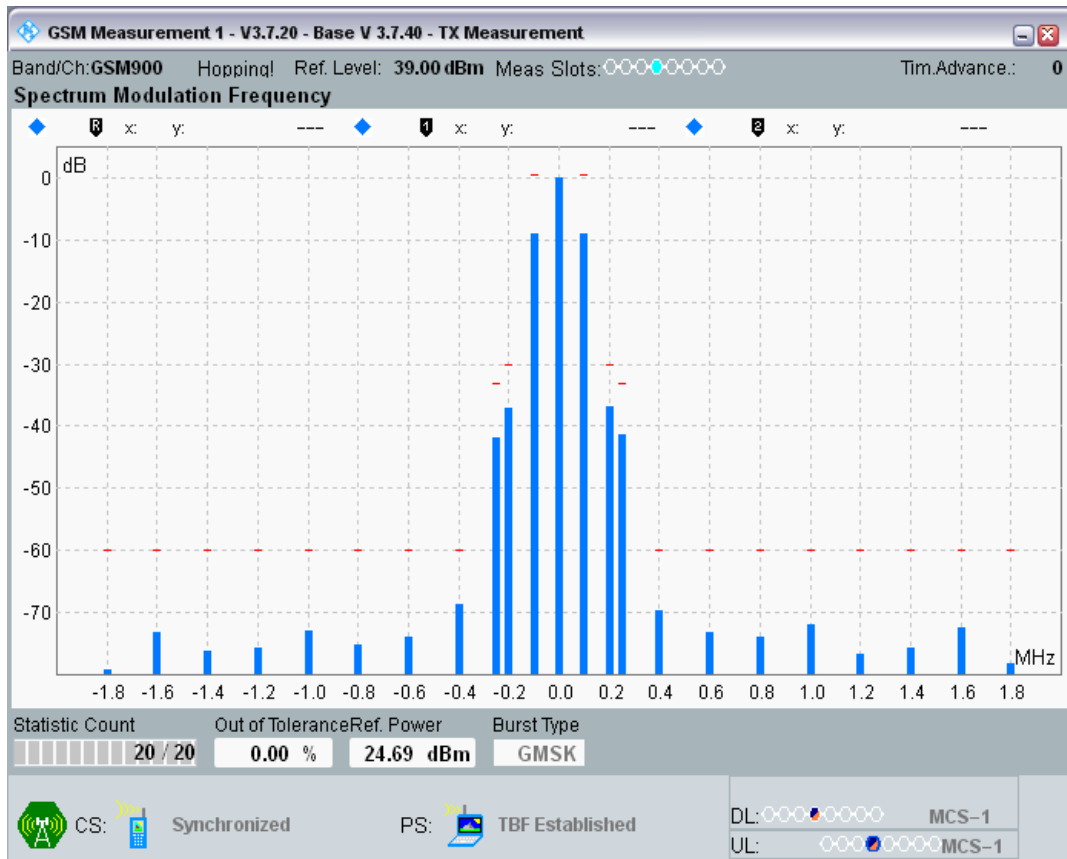 GSM Measurement 1 - V3.7.20 - Base V 3.7.40 - TX Measurement
Band/Ch:GSM900 Hopping! Ref. Level: 39.00 dBm Meas Slots: Tim.Advance.: 0
Spectrum Modulation Frequency
R x: y: --- 1 x: y: --- 2 x: y: ---
dB
0
-10
-20
-30
-40
-50
-60
-70
MHz
-1.8 -1.6 -1.4 -1.2 -1.0 -0.8 -0.6 -0.4 -0.2 0.0 0.2 0.4 0.6 0.8 1.0 1.2 1.4 1.6 1.8
Statistic Count Out of Tolerance Ref. Power Burst Type
20 / 20 0.00 % 24.69 dBm GMSK
CS: Synchronized PS: TBF Established DL: MCS-1
UL: MCS-1